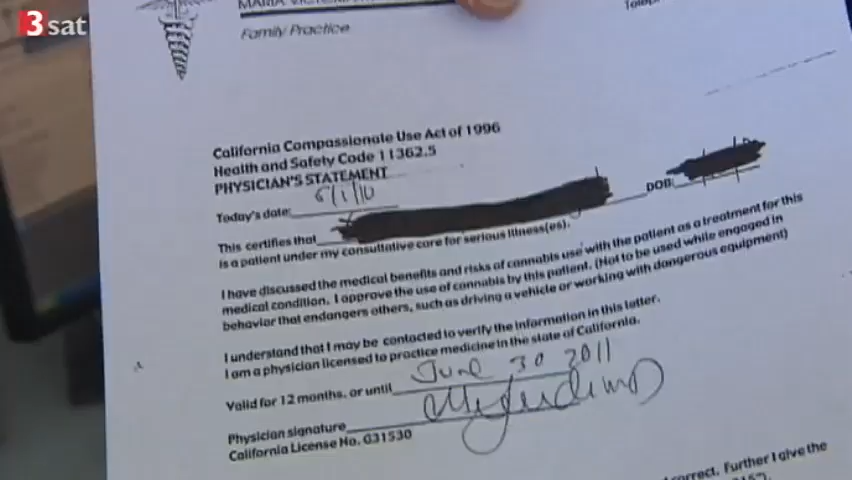 3sat
Family Practice
California Compassionate Use Act of 1996
Health and Safety Code 11362.5
PHYSICIAN'S STATEMENT
Today's date:
This certifies that DOB:
is a patient under my consultative care for serious illness(es).
I have discussed the medical benefits and risks of cannabis use with the patient as a treatment for this
medical condition. I approve the use of cannabis by this patient. (Not to be used while engaged in
behavior that endangers others, such as driving a vehicle or working with dangerous equipment)
I understand that I may be contacted to verify the information in this letter.
I am a physician licensed to practice medicine in the state of California.
Valid for 12 months, or until June 30 2011
Physician signature
California License No. G31530
correct. Further I give the